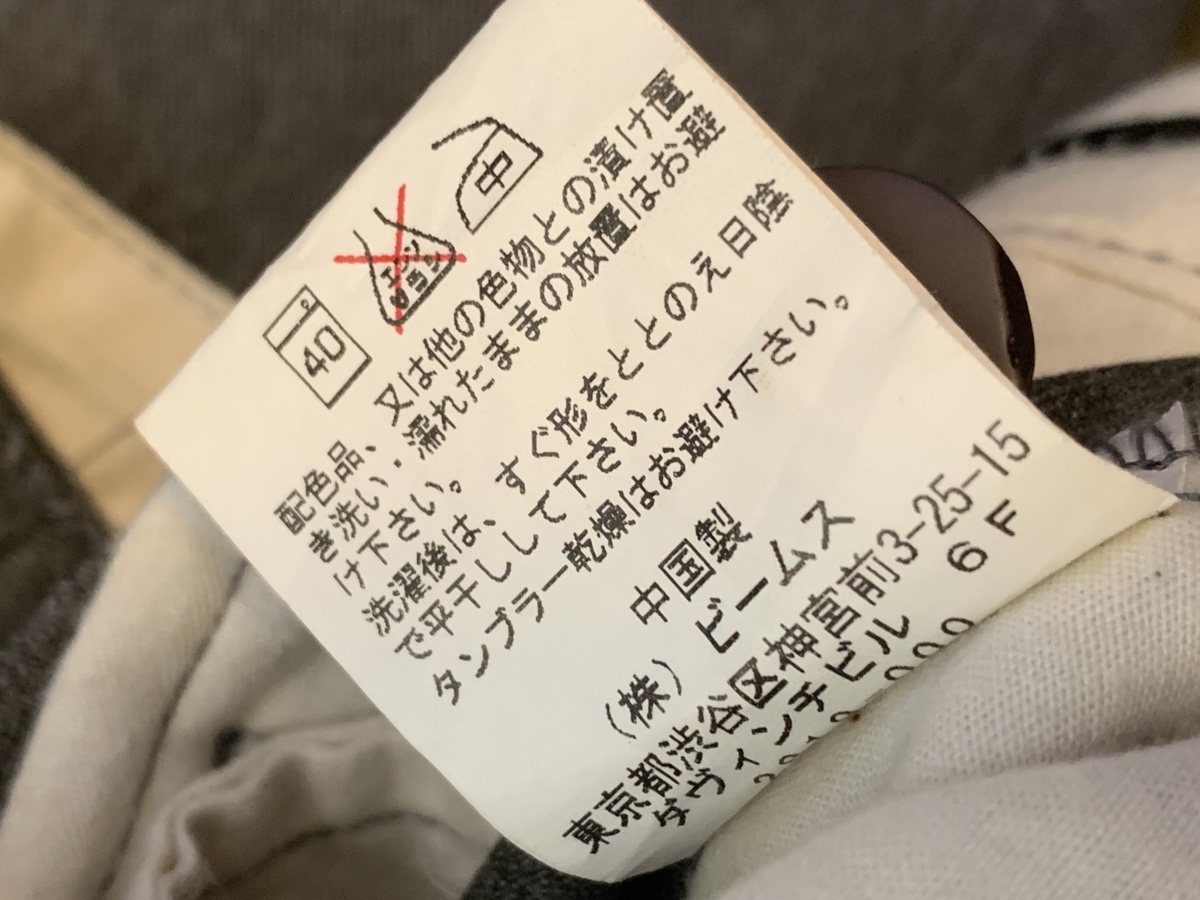 40
エンソ
サラシ
中
配色品、又は他の色物との漬け置
き洗い・濡れたままの放置はお避
け下さい。
洗濯後は、すぐ形をととのえ日陰
で平干しして下さい。
タンブラー乾燥はお避け下さい。
中国製
(株)ビームス
東京都渋谷区神宮前3-25-15
ダヴィンチビル 6F